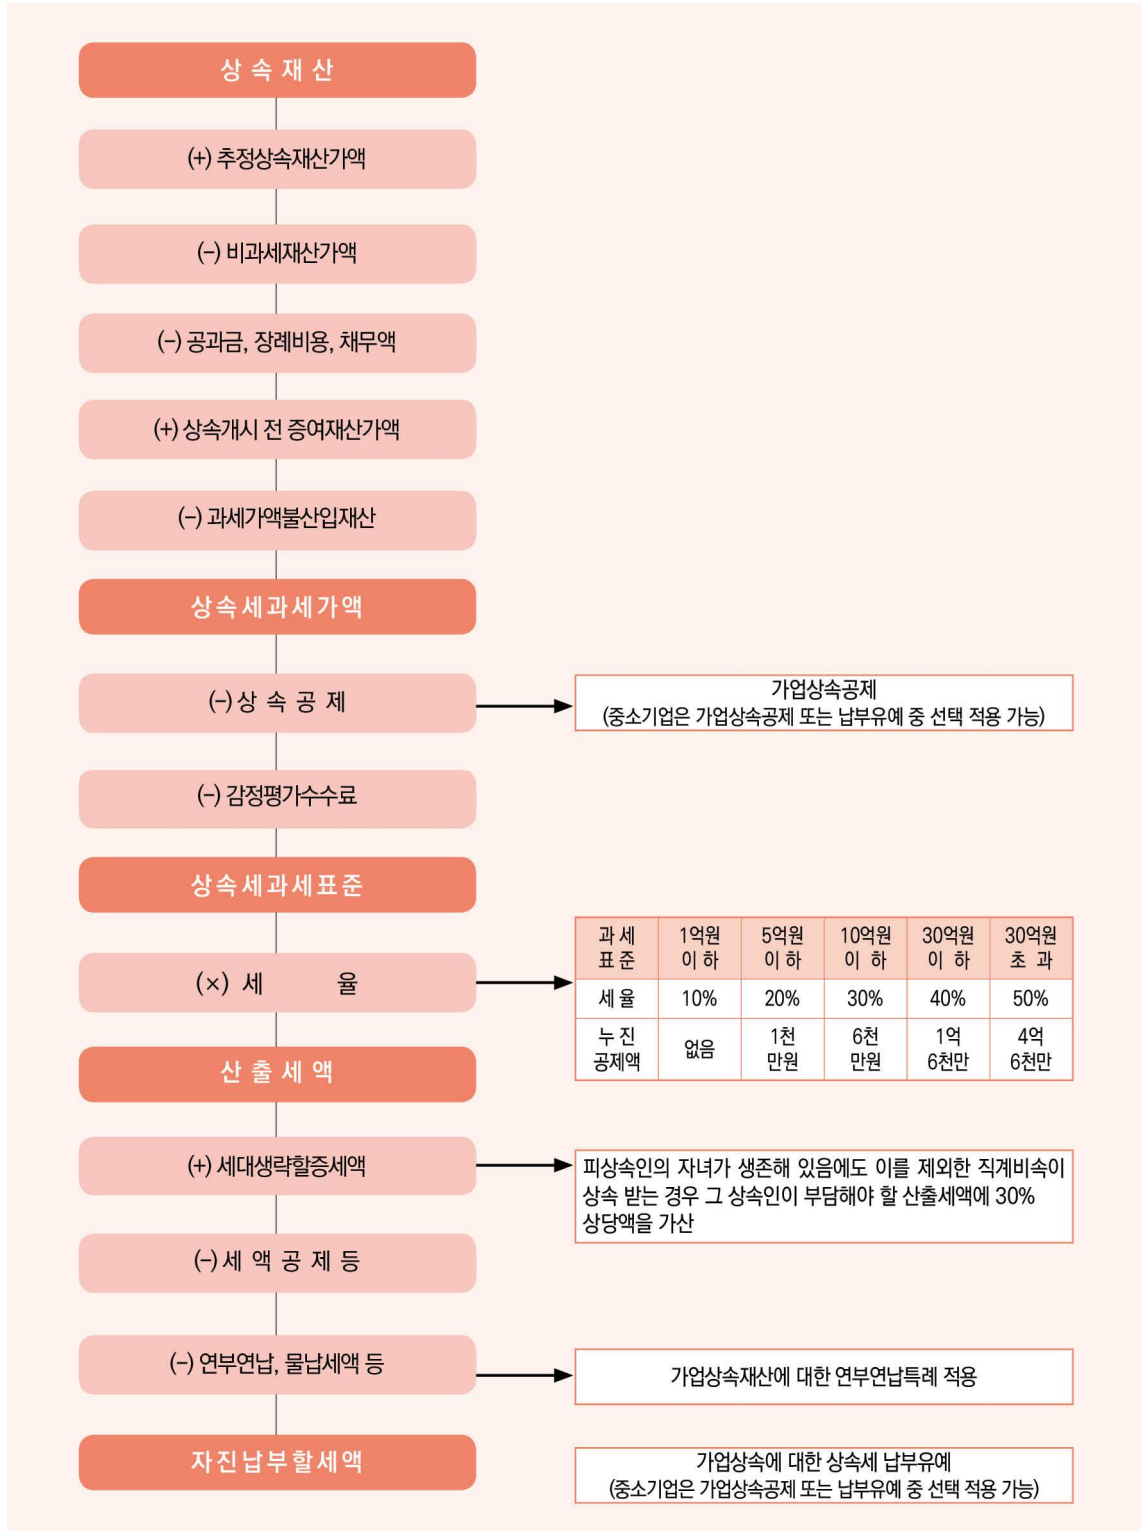 상 속 재 산
(+) 추정상속재산가액
(-) 비과세재산가액
(-) 공과금, 장례비용, 채무액
(+) 상속개시 전 증여재산가액
(-) 과세가액불산입재산
상속세과세가액
(-) 상 속 공 제
가업상속공제
(중소기업은 가업상속공제 또는 납부유예 중 선택 적용 가능)
(-) 감정평가수수료
상속세과세표준
(×) 세 율
과 세 표 준
1억원 이 하
5억원 이 하
10억원 이 하
30억원 이 하
30억원 초 과
세 율 10% 20% 30% 40% 50%
누 진 공제액
없음
1천 만원
6천 만원
1억 6천만
4억 6천만
산 출 세 액
(+) 세대생략할증세액
피상속인의 자녀가 생존해 있음에도 이를 제외한 직계비속이
상속 받는 경우 그 상속인이 부담해야 할 산출세액에 30%
상당액을 가산
(-) 세 액 공 제 등
(-) 연부연납, 물납세액 등
가업상속재산에 대한 연부연납특례 적용
자진납부할세액
가업상속에 대한 상속세 납부유예
(중소기업은 가업상속공제 또는 납부유예 중 선택 적용 가능)